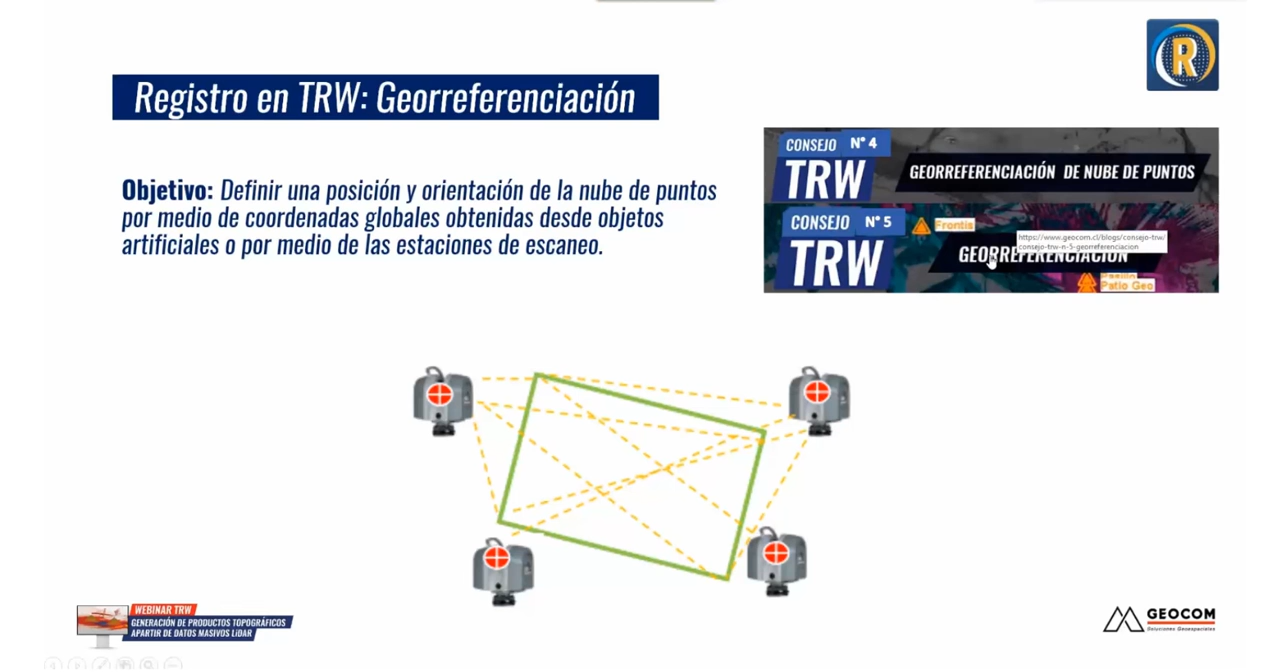 R
Registro en TRW: Georreferenciación
CONSEJO N° 4
TRW
GEORREFERENCIACIÓN DE NUBE DE PUNTOS
Objetivo: Definir una posición y orientación de la nube de puntos
por medio de coordenadas globales obtenidas desde objetos
artificiales o por medio de las estaciones de escaneo.
CONSEJO N° 5
TRW
Frontis
https://www.geocom.cl/blogs/consejo-trw/
consejo-trw-n-5-georreferenciacion
GEORREFERENCIACIÓN
Pasillo
Patio Geo
WEBINAR TRW
GENERACIÓN DE PRODUCTOS TOPOGRÁFICOS
APARTIR DE DATOS MASIVOS LiDAR
GEOCOM
Soluciones Geoespaciales